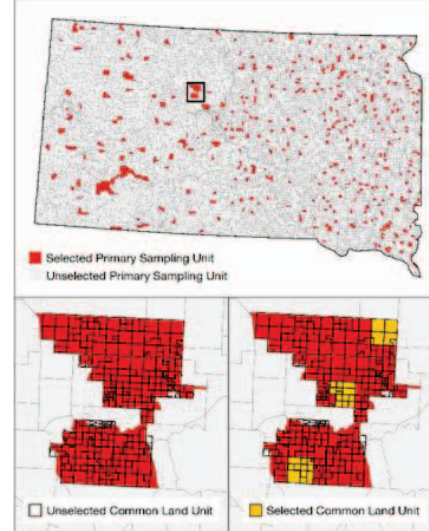 Selected Primary Sampling Unit
Unselected Primary Sampling Unit
Unselected Common Land Unit
Selected Common Land Unit